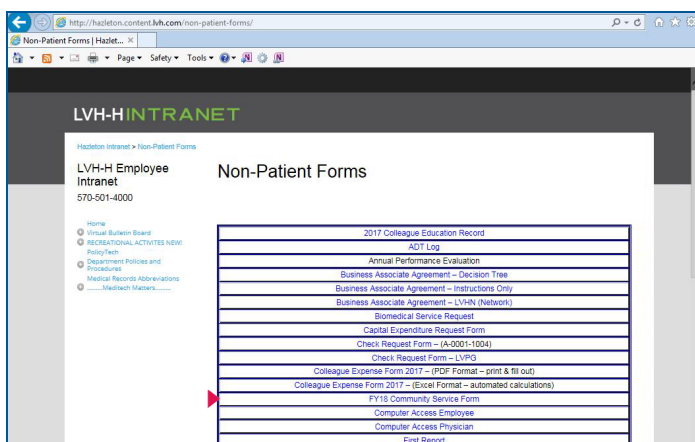 http://hazleton.content.lvh.com/non-patient-forms/
Non-Patient Forms | Hazlet...
Page Safety Tools
LVH-HINTRANET
Hazleton Intranet > Non-Patient Forms
LVH-H Employee
Intranet
570-501-4000
Home
Virtual Bulletin Board
RECREATIONAL ACTIVITES NEW!
PolicyTech
Department Policies and
Procedures
Medical Records Abbreviations
.........Meditech Matters.........
Non-Patient Forms
2017 Colleague Education Record
ADT Log
Annual Performance Evaluation
Business Associate Agreement – Decision Tree
Business Associate Agreement – Instructions Only
Business Associate Agreement – LVHN (Network)
Biomedical Service Request
Capital Expenditure Request Form
Check Request Form – (A-0001-1004)
Check Request Form – LVPG
Colleague Expense Form 2017 – (PDF Format – print & fill out)
Colleague Expense Form 2017 – (Excel Format – automated calculations)
FY18 Community Service Form
Computer Access Employee
Computer Access Physician
First Report